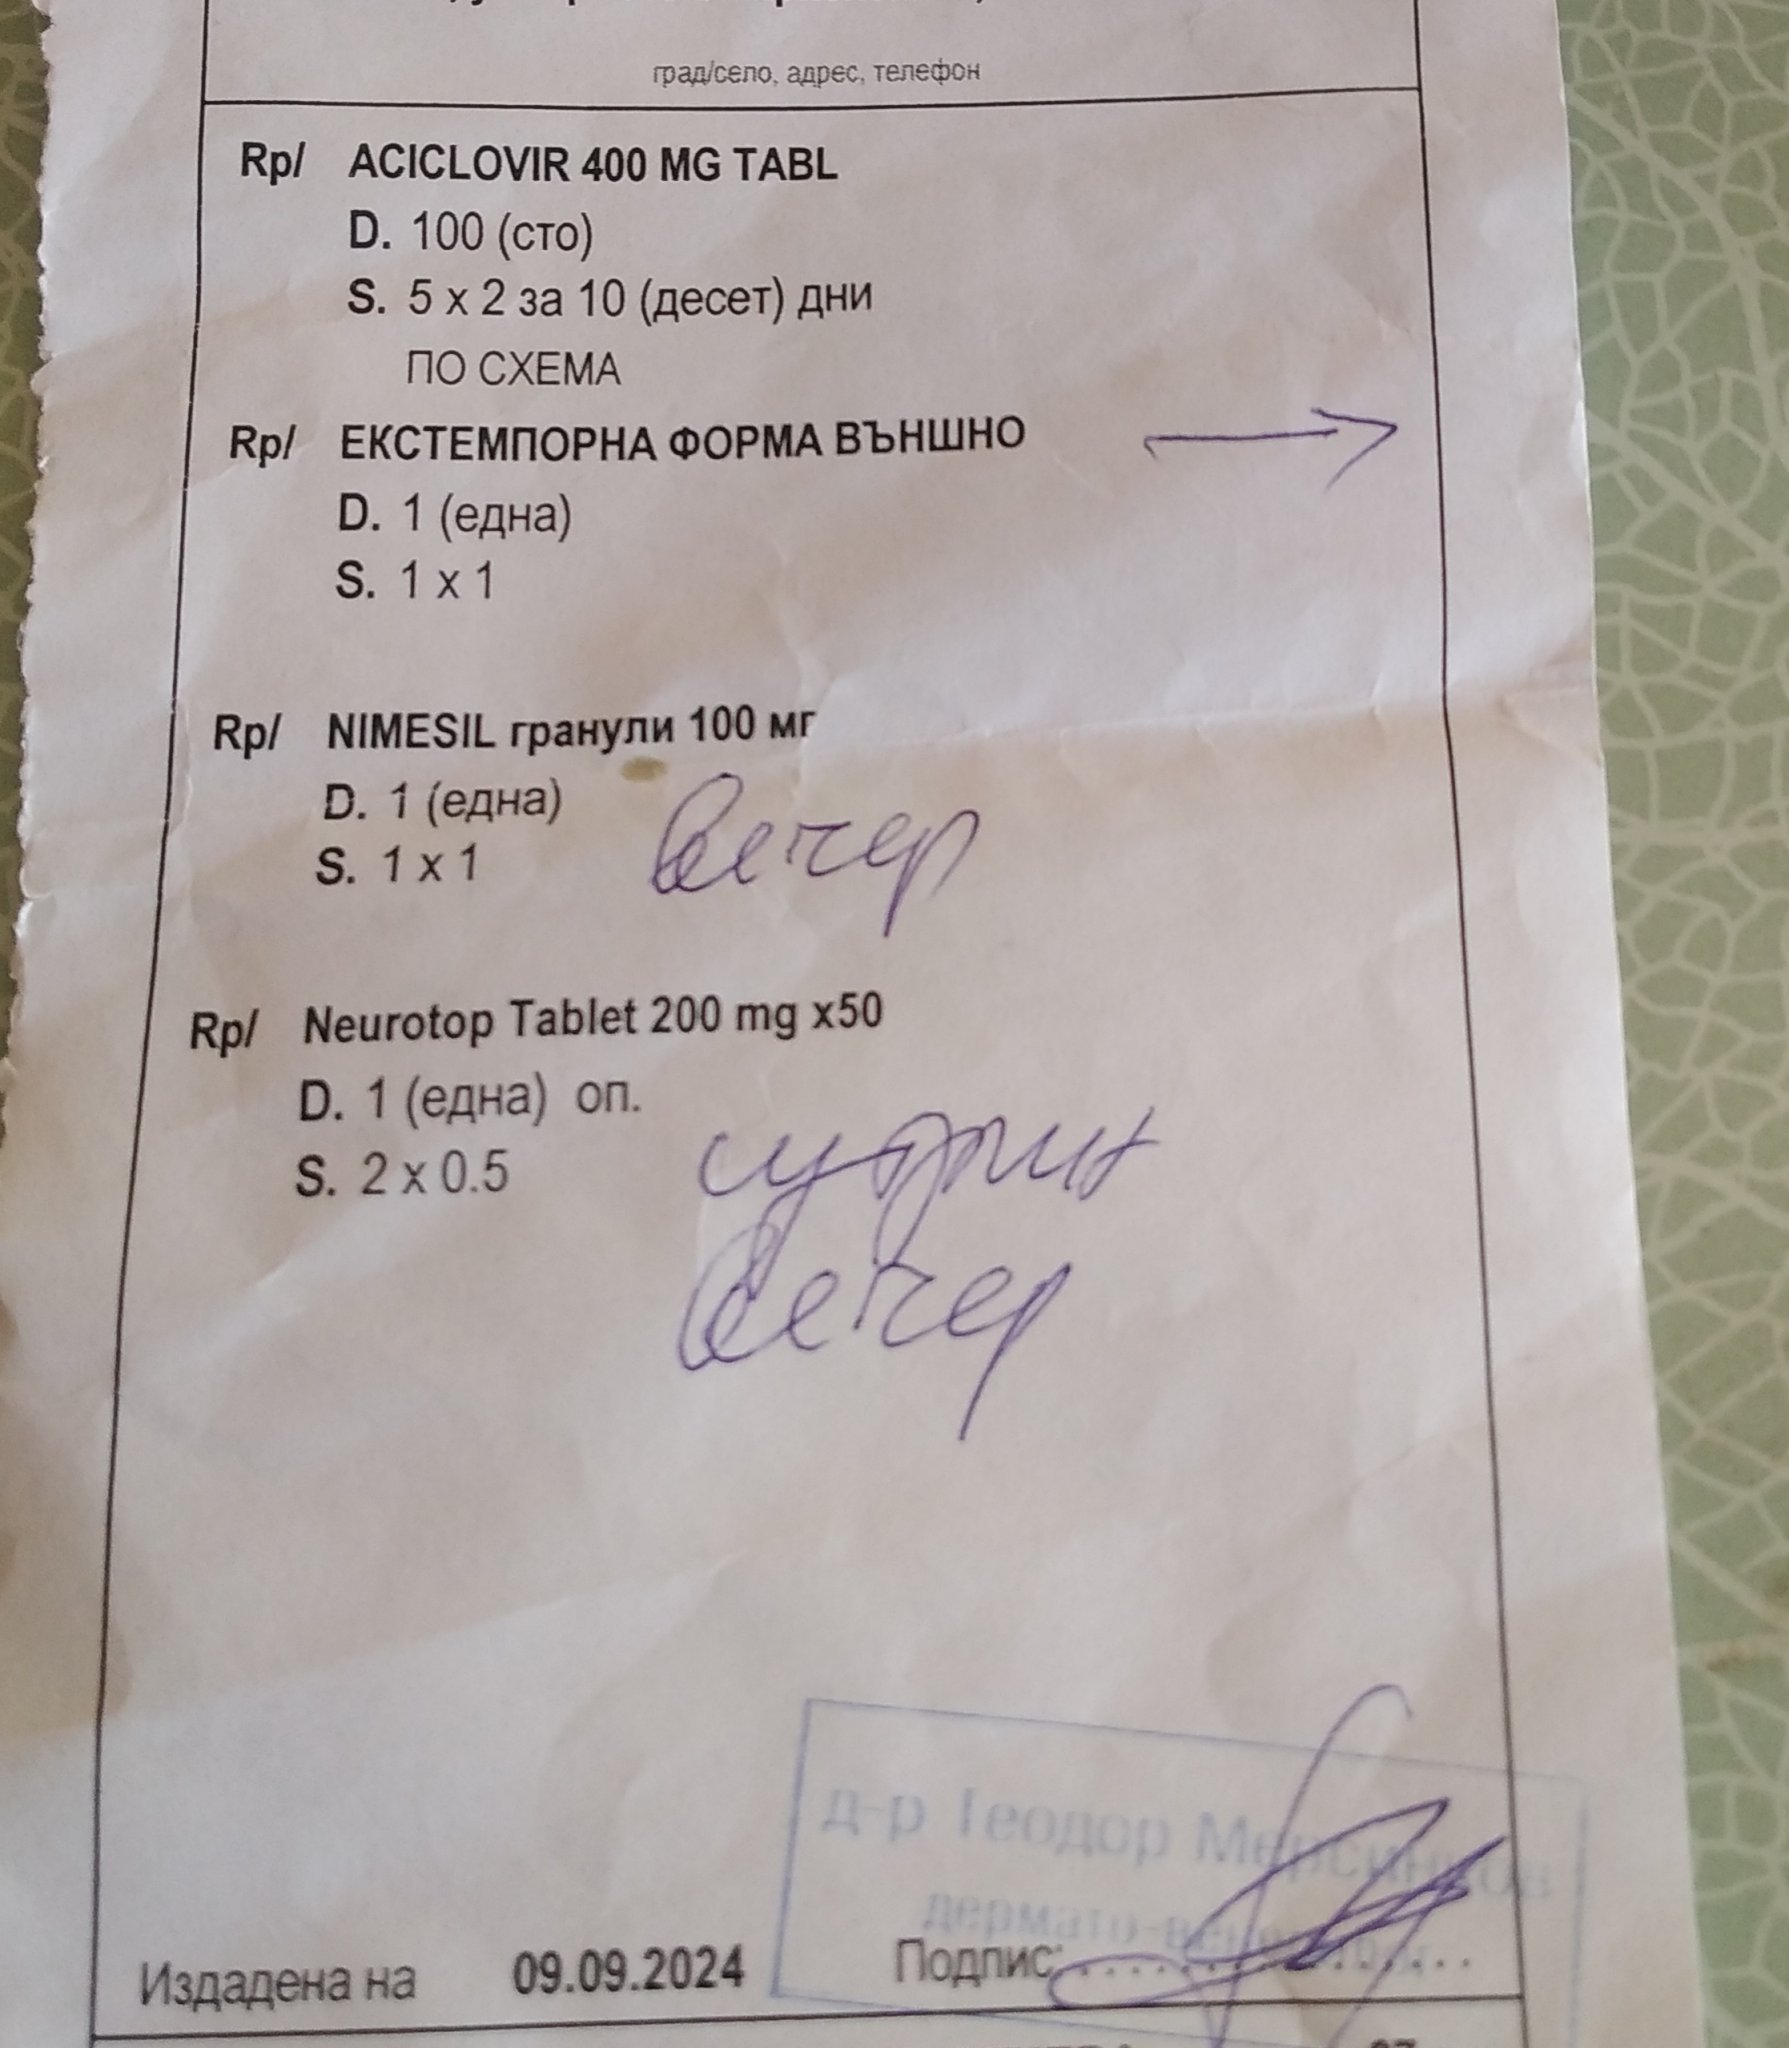 град/село, адрес, телефон
Rp/ ACICLOVIR 400 MG TABL
D. 100 (сто)
S. 5 x 2 за 10 (десет) дни
ПО СХЕМА
Rp/ ЕКСТЕМПОРНА ФОРМА ВЪНШНО
D. 1 (една)
S. 1 x 1
Rp/ NIMESIL гранули 100 мг
D. 1 (една)
S. 1 x 1 вечер
Rp/ Neurotop Tablet 200 mg x50
D. 1 (една) оп.
S. 2 x 0.5 сутрин
вечер
д-р Теодор
дермато-венеролог
Издадена на 09.09.2024 Подпис: